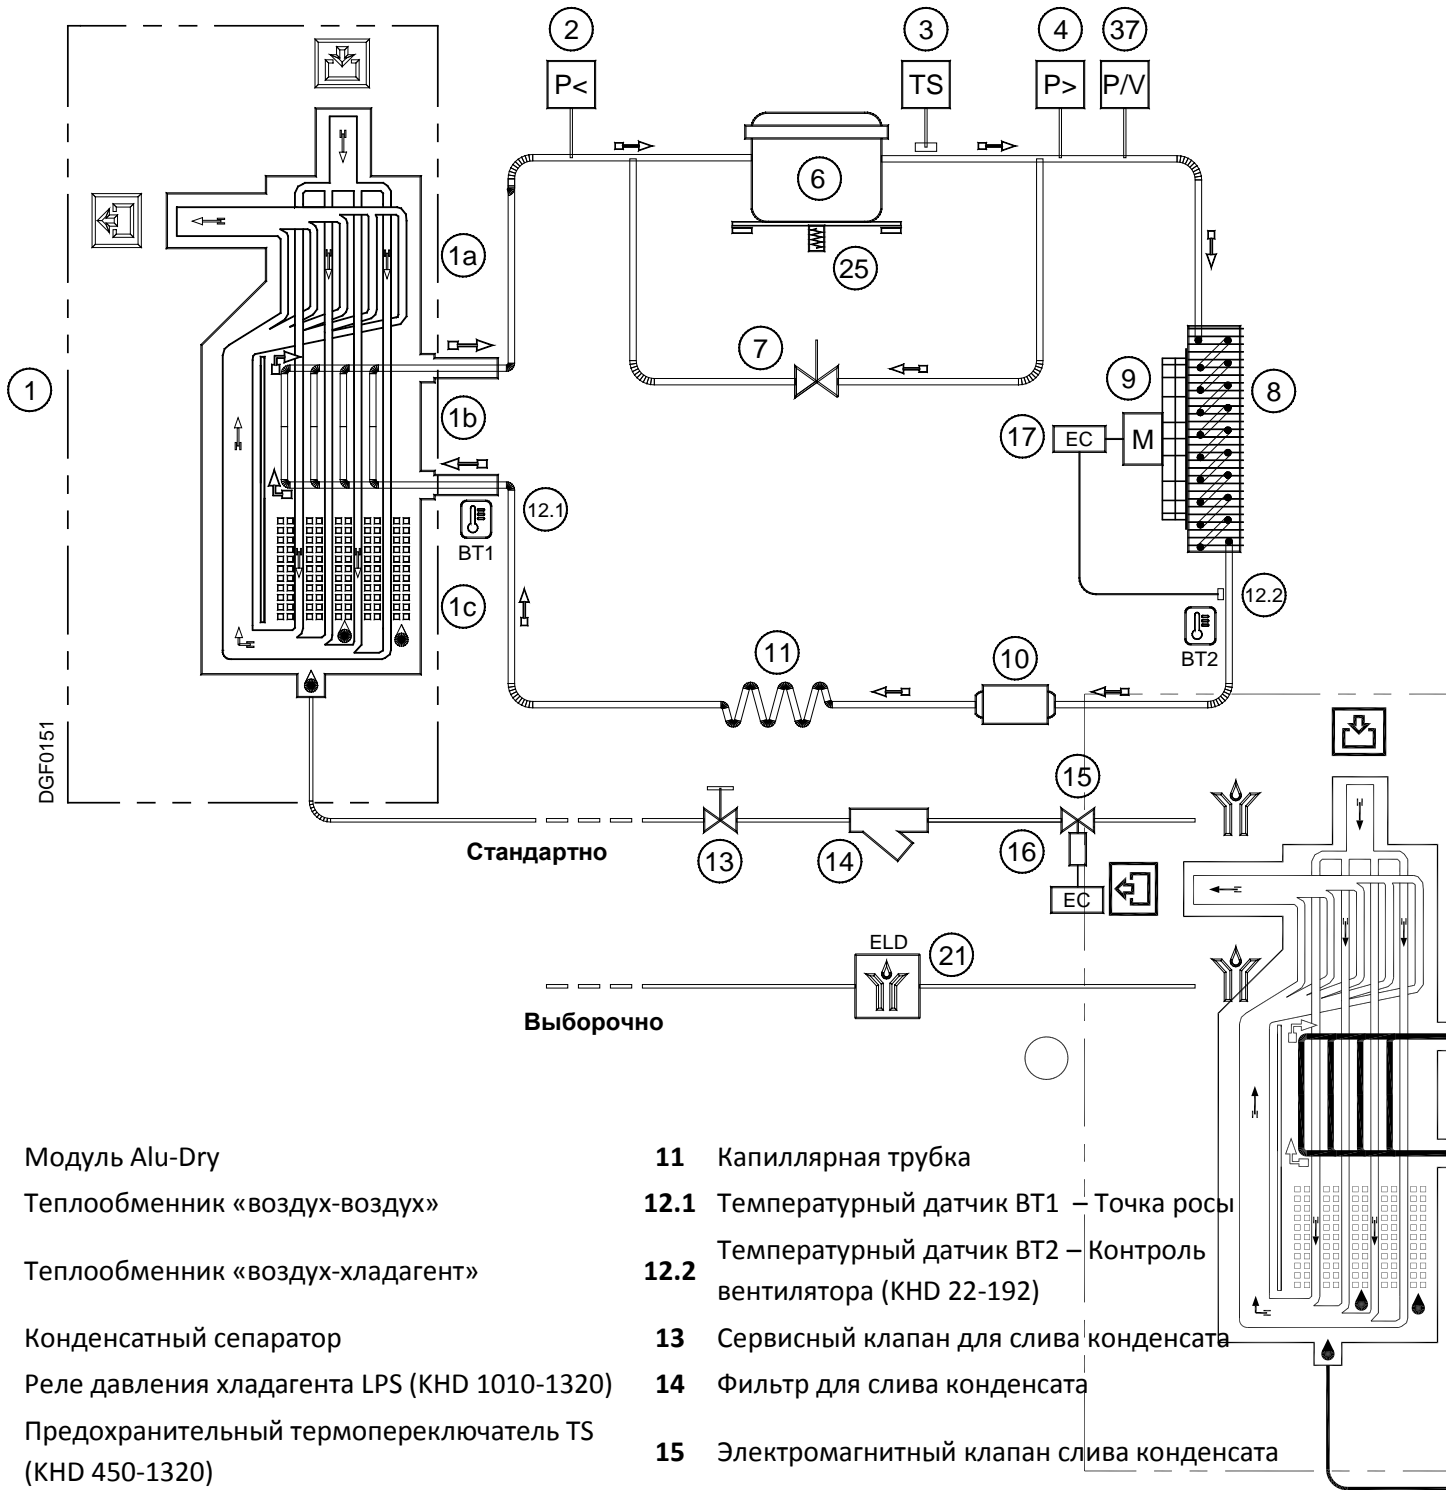 2
3
4
37
P<
TS
P>
P/V
6
1a
25
7
1
9
8
1b
17
EC
M
12.1
BT1
1c
12.2
BT2
11
10
DGF0151
15
Стандартно
13
14
16
EC
ELD
21
Выборочно
Модуль Alu-Dry
11 Капиллярная трубка
Теплообменник «воздух-воздух»
12.1 Температурный датчик BT1 – Точка росы
Теплообменник «воздух-хладагент»
12.2 Температурный датчик BT2 – Контроль
вентилятора (KHD 22-192)
Конденсатный сепаратор
13 Сервисный клапан для слива конденсата
Реле давления хладагента LPS (KHD 1010-1320)
14 Фильтр для слива конденсата
Предохранительный термопереключатель TS
(KHD 450-1320)
15 Электромагнитный клапан слива конденсата